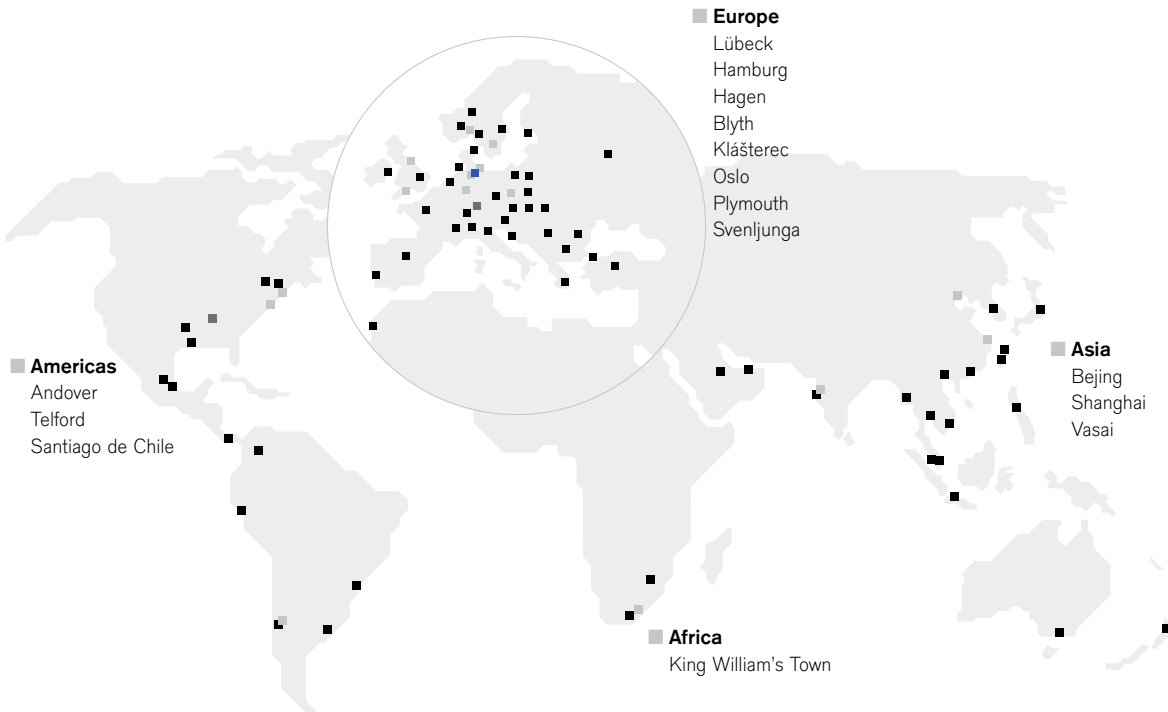 Europe
Lübeck
Hamburg
Hagen
Blyth
Klášterec
Oslo
Plymouth
Svenljunga
Americas
Andover
Telford
Santiago de Chile
Asia
Bejing
Shanghai
Vasai
Africa
King William's Town